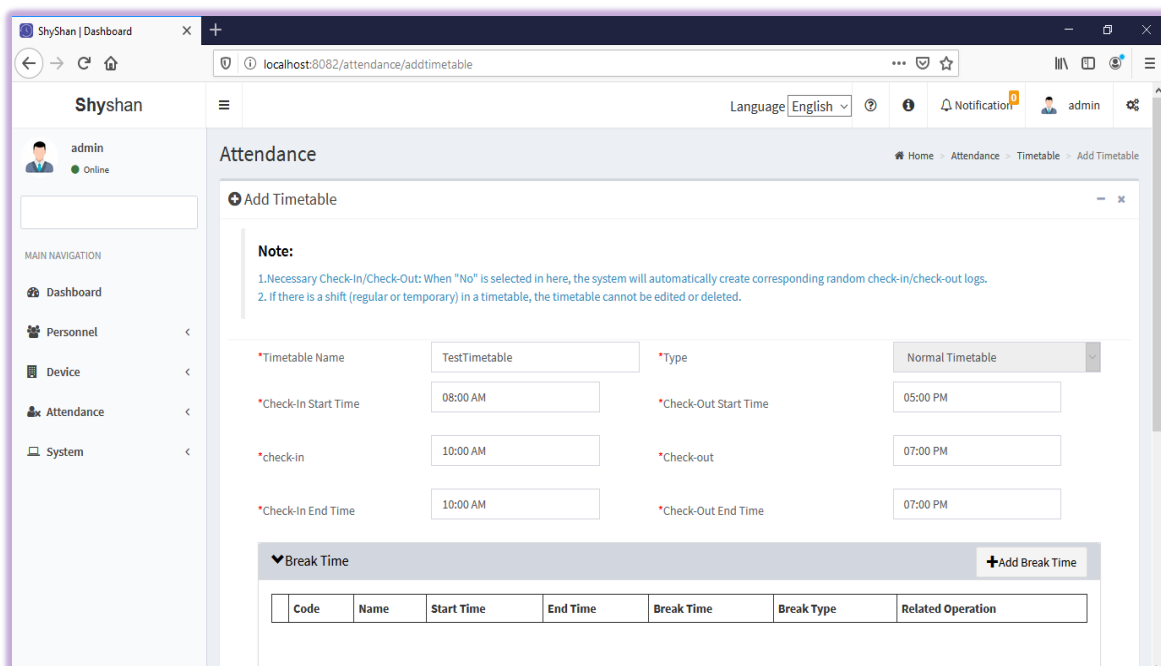 ShyShan | Dashboard
localhost:8082/attendance/addtimetable
Shyshan
Language English
Notification 0
admin
admin
Online
Attendance
Home > Attendance > Timetable > Add Timetable
Add Timetable
MAIN NAVIGATION
Dashboard
Personnel
Device
Attendance
System
Note:
1.Necessary Check-In/Check-Out: When "No" is selected in here, the system will automatically create corresponding random check-in/check-out logs.
2. If there is a shift (regular or temporary) in a timetable, the timetable cannot be edited or deleted.
*Timetable Name TestTimetable *Type Normal Timetable
*Check-In Start Time 08:00 AM *Check-Out Start Time 05:00 PM
*check-in 10:00 AM *Check-out 07:00 PM
*Check-In End Time 10:00 AM *Check-Out End Time 07:00 PM
Break Time
Add Break Time
Code Name Start Time End Time Break Time Break Type Related Operation